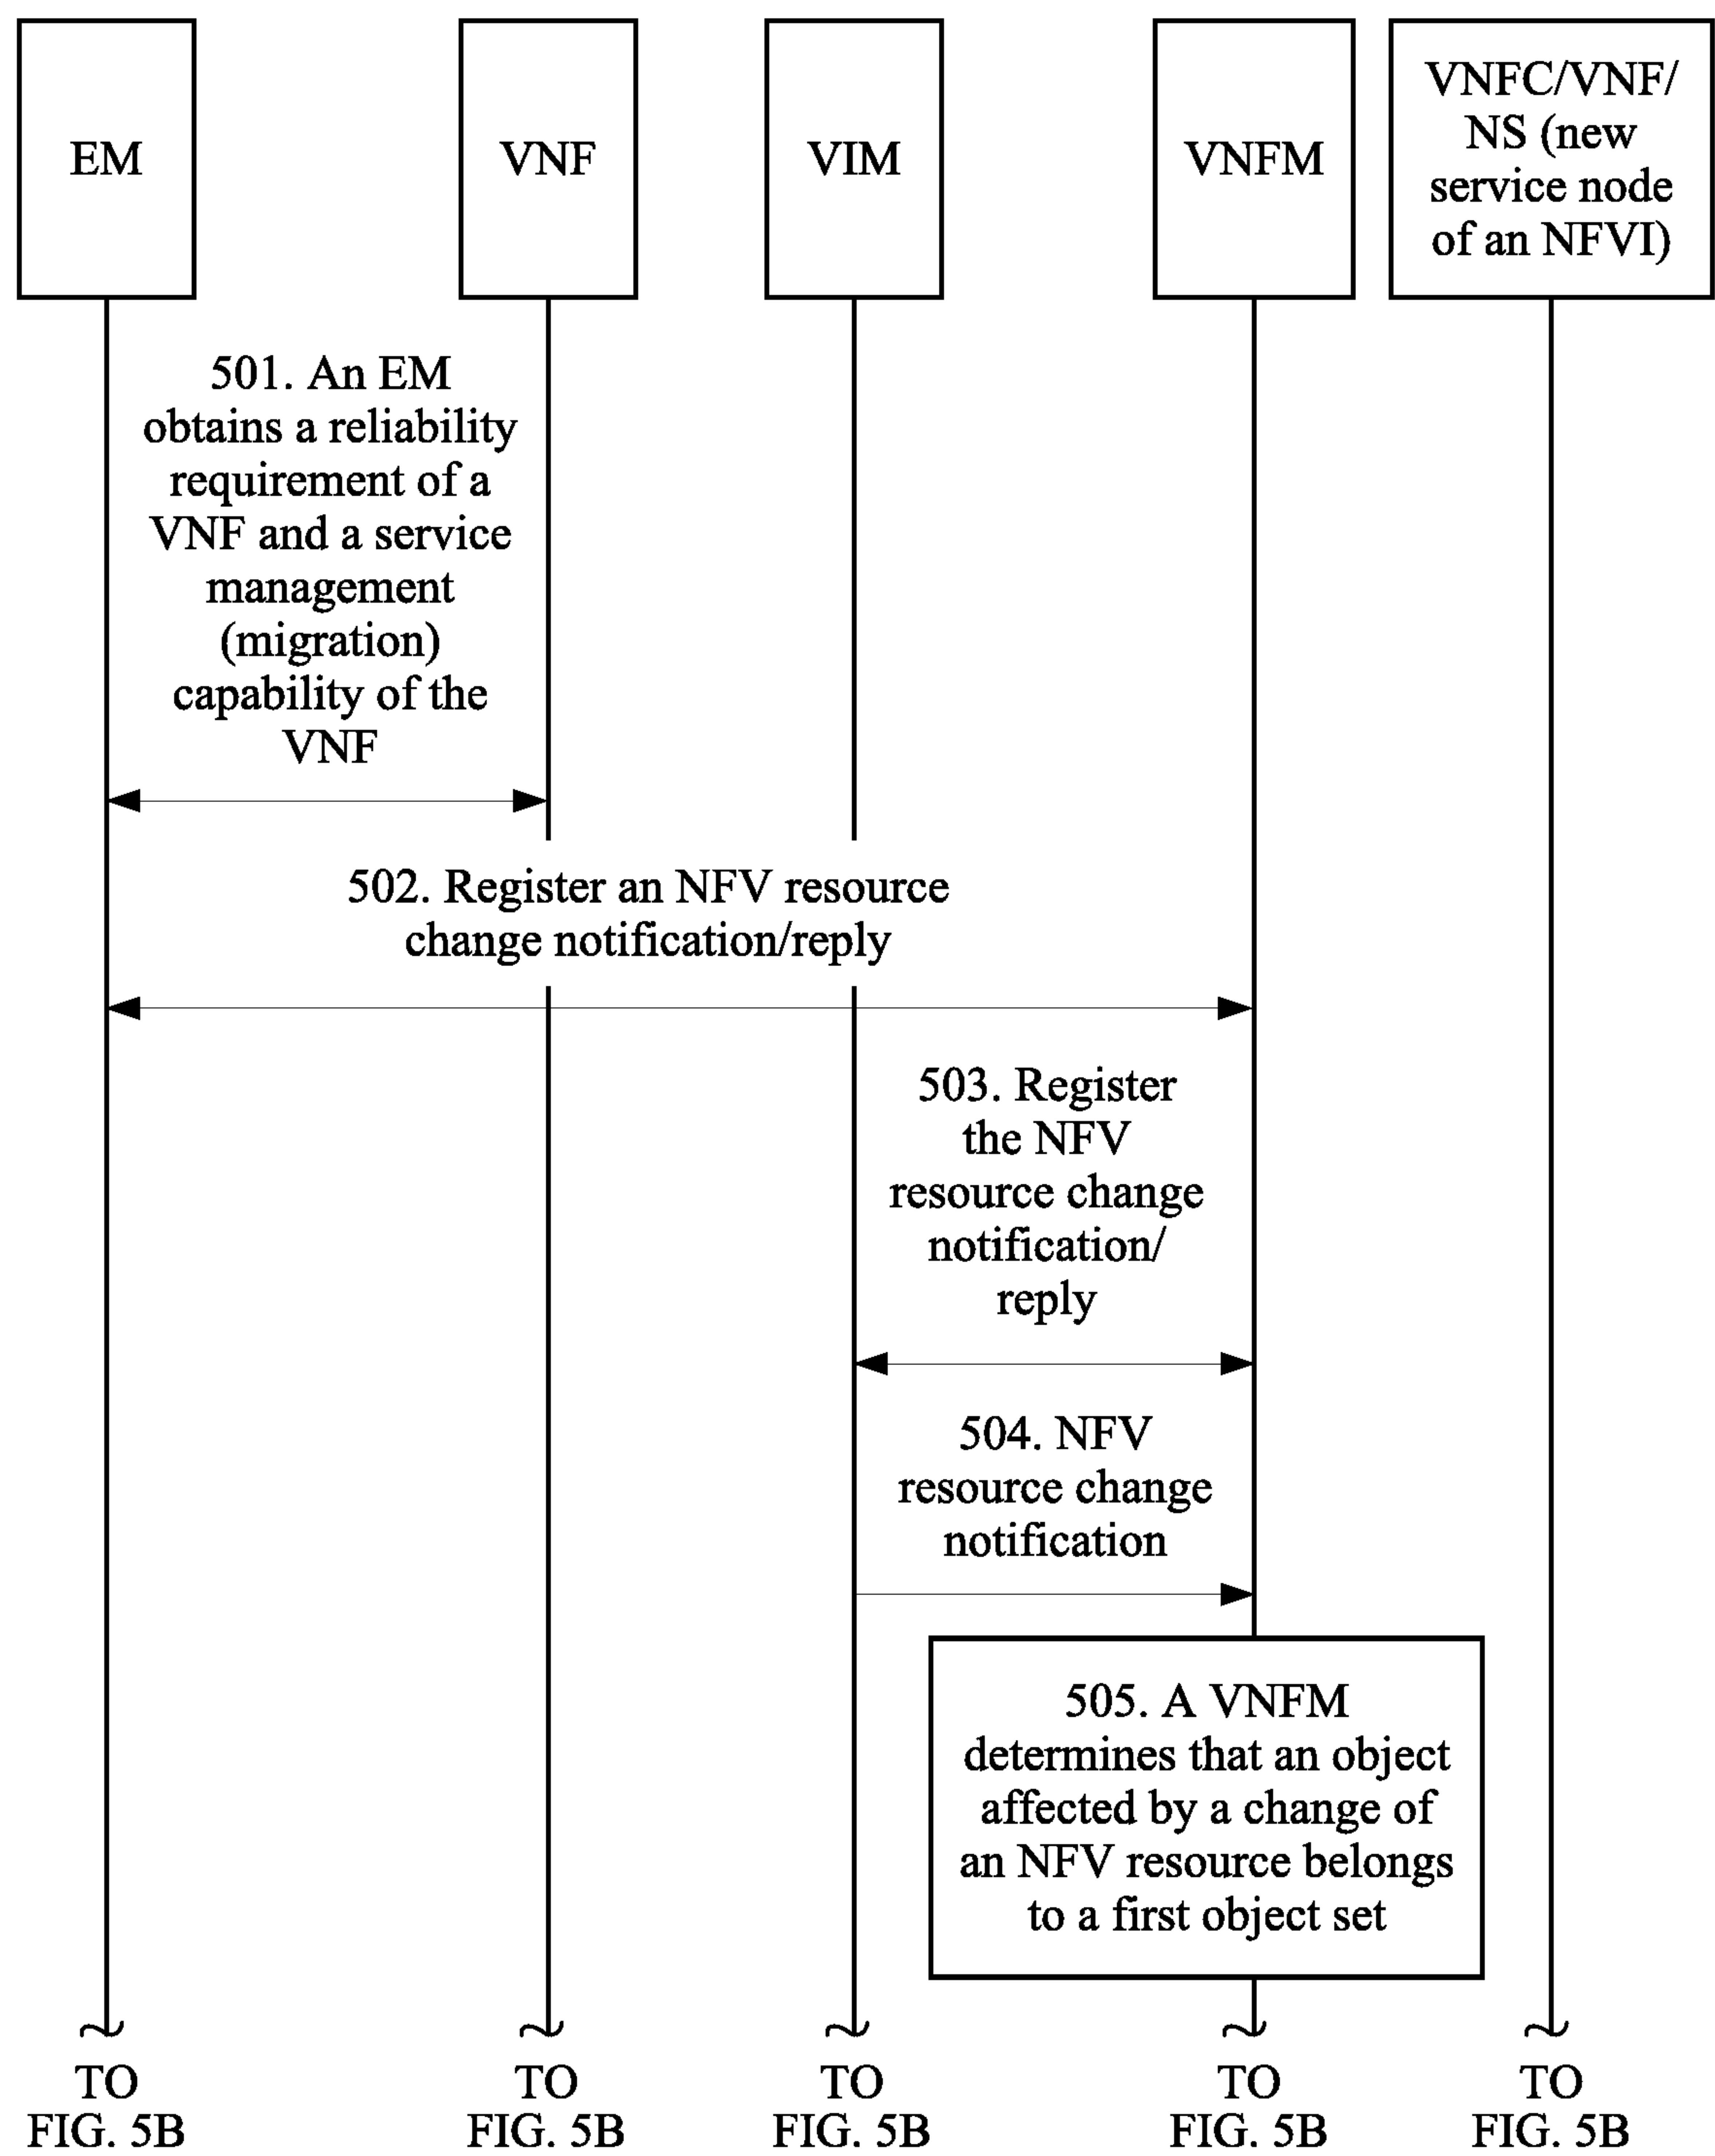 EM
VNF
VIM
VNFM
VNFC/VNF/
NS (new
service node
of an NFVI)
501. An EM
obtains a reliability
requirement of a
VNF and a service
management
(migration)
capability of the
VNF
502. Register an NFV resource
change notification/reply
503. Register
the NFV
resource change
notification/
reply
504. NFV
resource change
notification
505. A VNFM
determines that an object
affected by a change of
an NFV resource belongs
to a first object set
TO
FIG. 5B
TO
FIG. 5B
TO
FIG. 5B
TO
FIG. 5B
TO
FIG. 5B